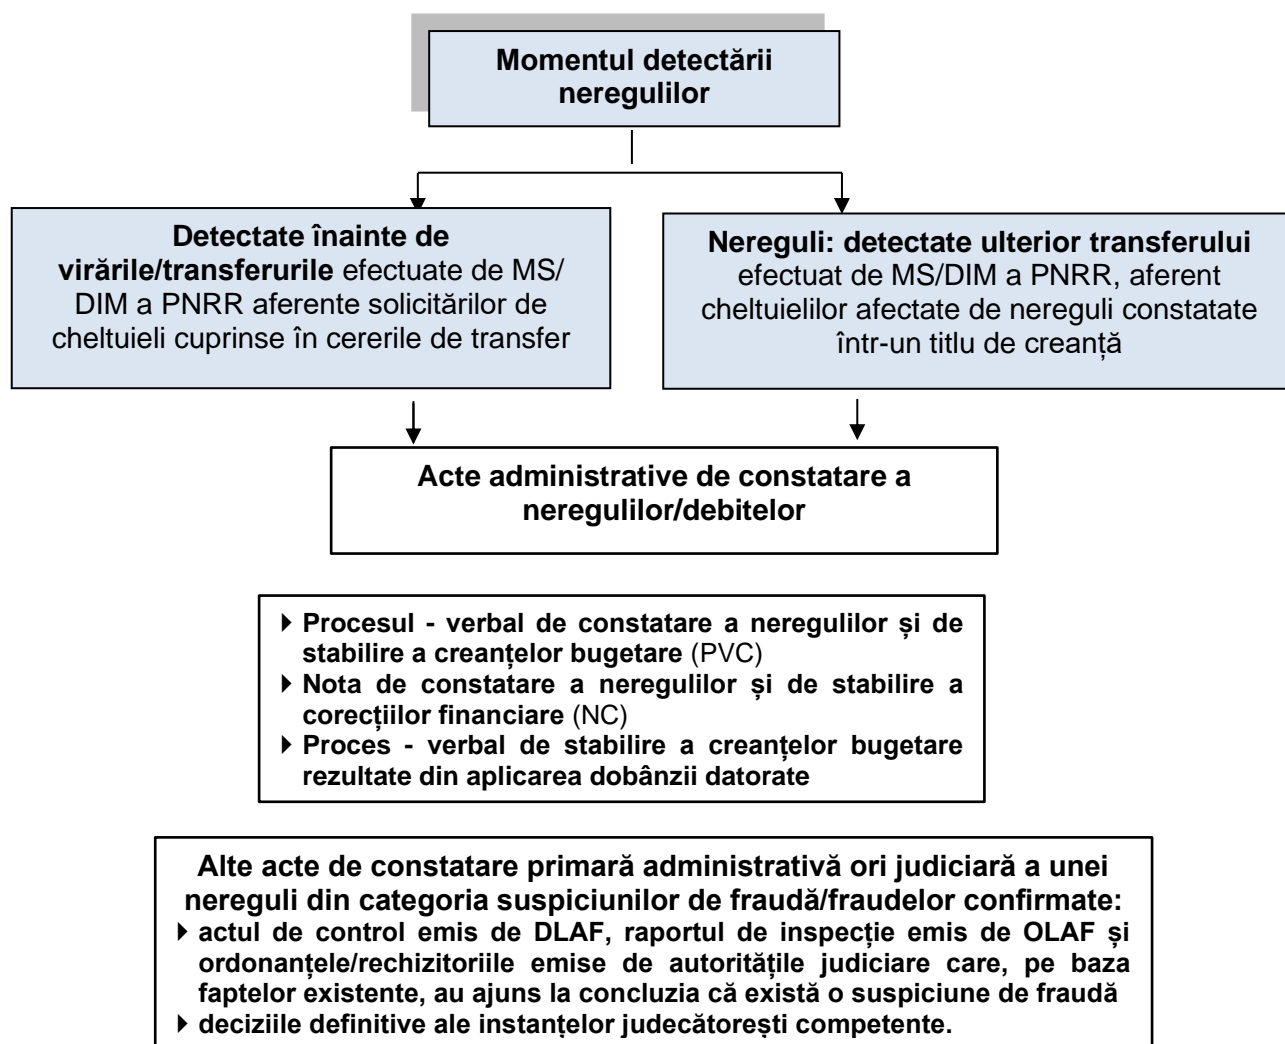 Momentul detectării
neregulilor
Detectate înainte de
virările/transferurile efectuate de MS/
DIM a PNRR aferente solicitărilor de
cheltuieli cuprinse în cererile de transfer
Nereguli: detectate ulterior transferului
efectuat de MS/DIM a PNRR, aferent
cheltuielilor afectate de nereguli constatate
într-un titlu de creanță
Acte administrative de constatare a
neregulilor/debitelor
Procesul - verbal de constatare a neregulilor și de
stabilire a creanțelor bugetare (PVC)
Nota de constatare a neregulilor și de stabilire a
corecțiilor financiare (NC)
Proces - verbal de stabilire a creanțelor bugetare
rezultate din aplicarea dobânzii datorate
Alte acte de constatare primară administrativă ori judiciară a unei
nereguli din categoria suspiciunilor de fraudă/fraudelor confirmate:
actul de control emis de DLAF, raportul de inspecție emis de OLAF și
ordonanțele/rechizitoriile emise de autoritățile judiciare care, pe baza
faptelor existente, au ajuns la concluzia că există o suspiciune de fraudă
deciziile definitive ale instanțelor judecătorești competente.